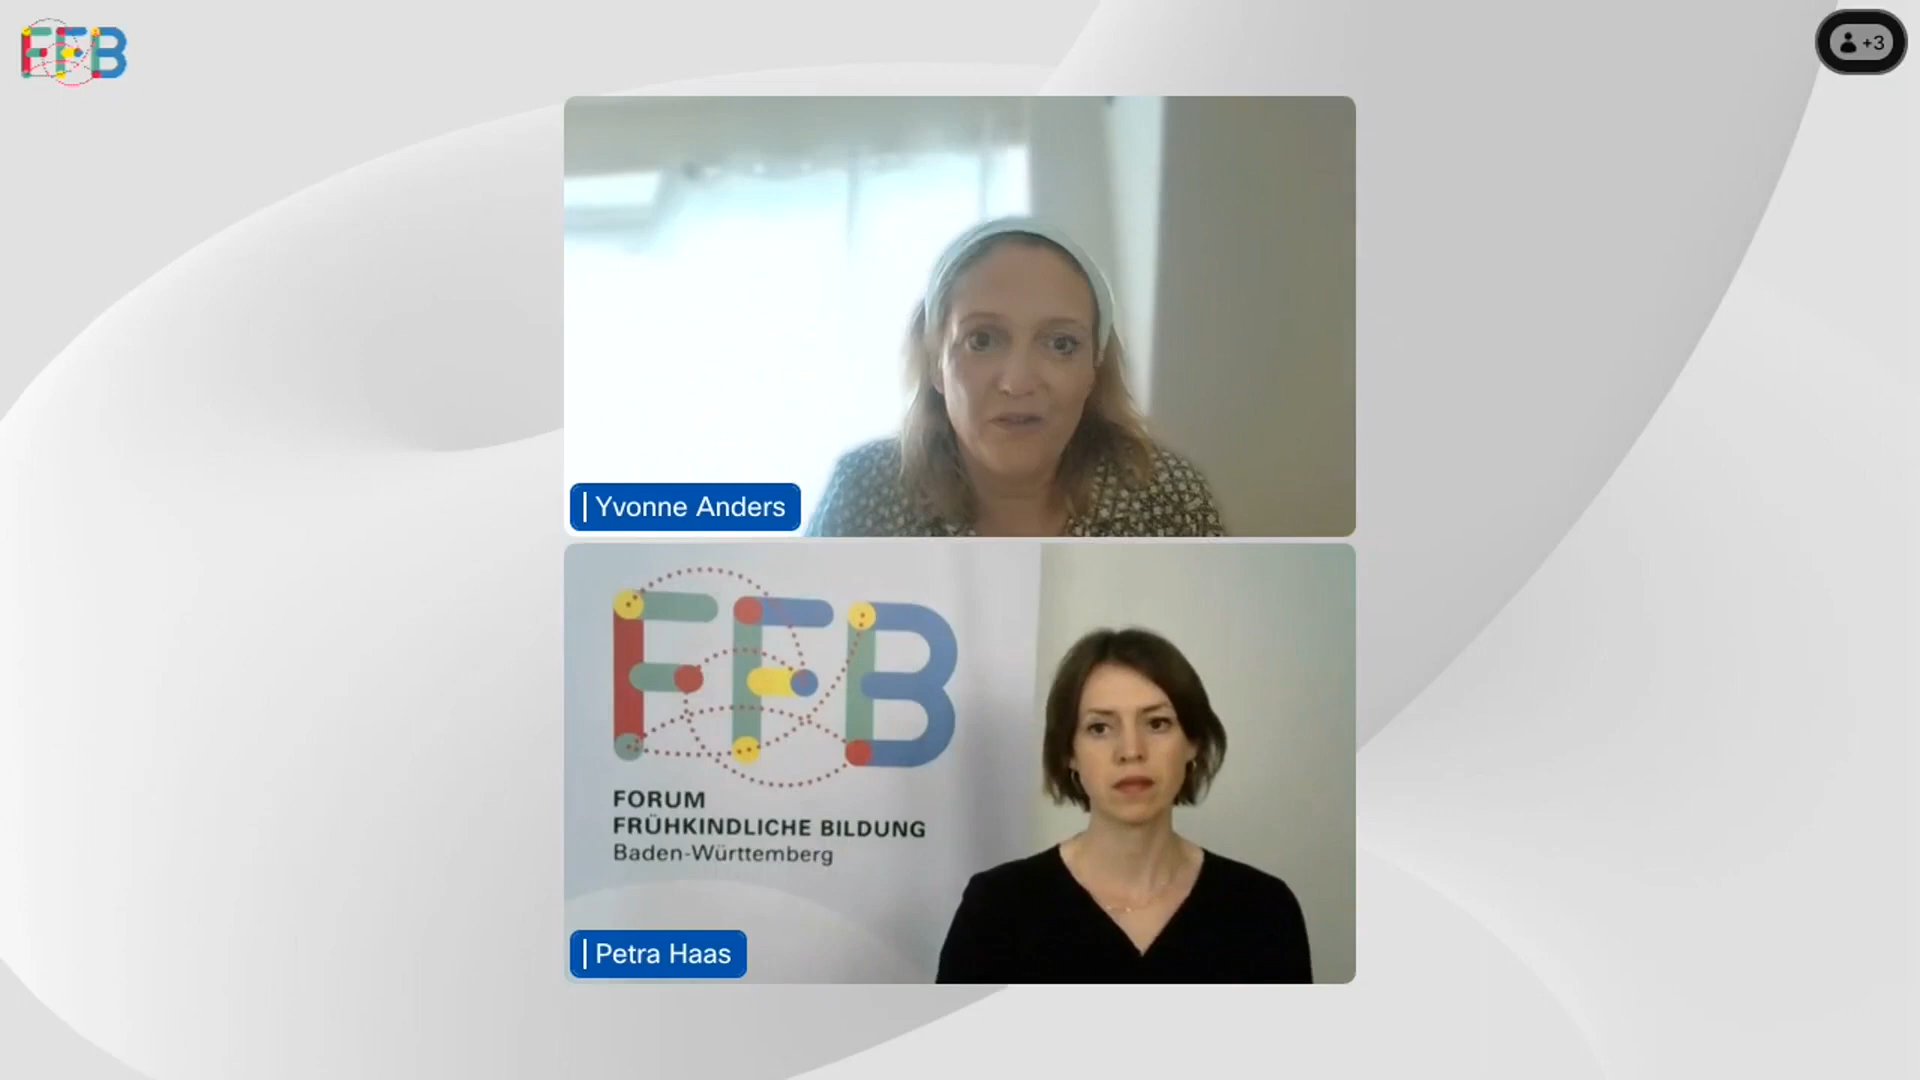 FFB
+3
Yvonne Anders
FFB
FORUM
FRÜHKINDLICHE BILDUNG
Baden-Württemberg
Petra Haas